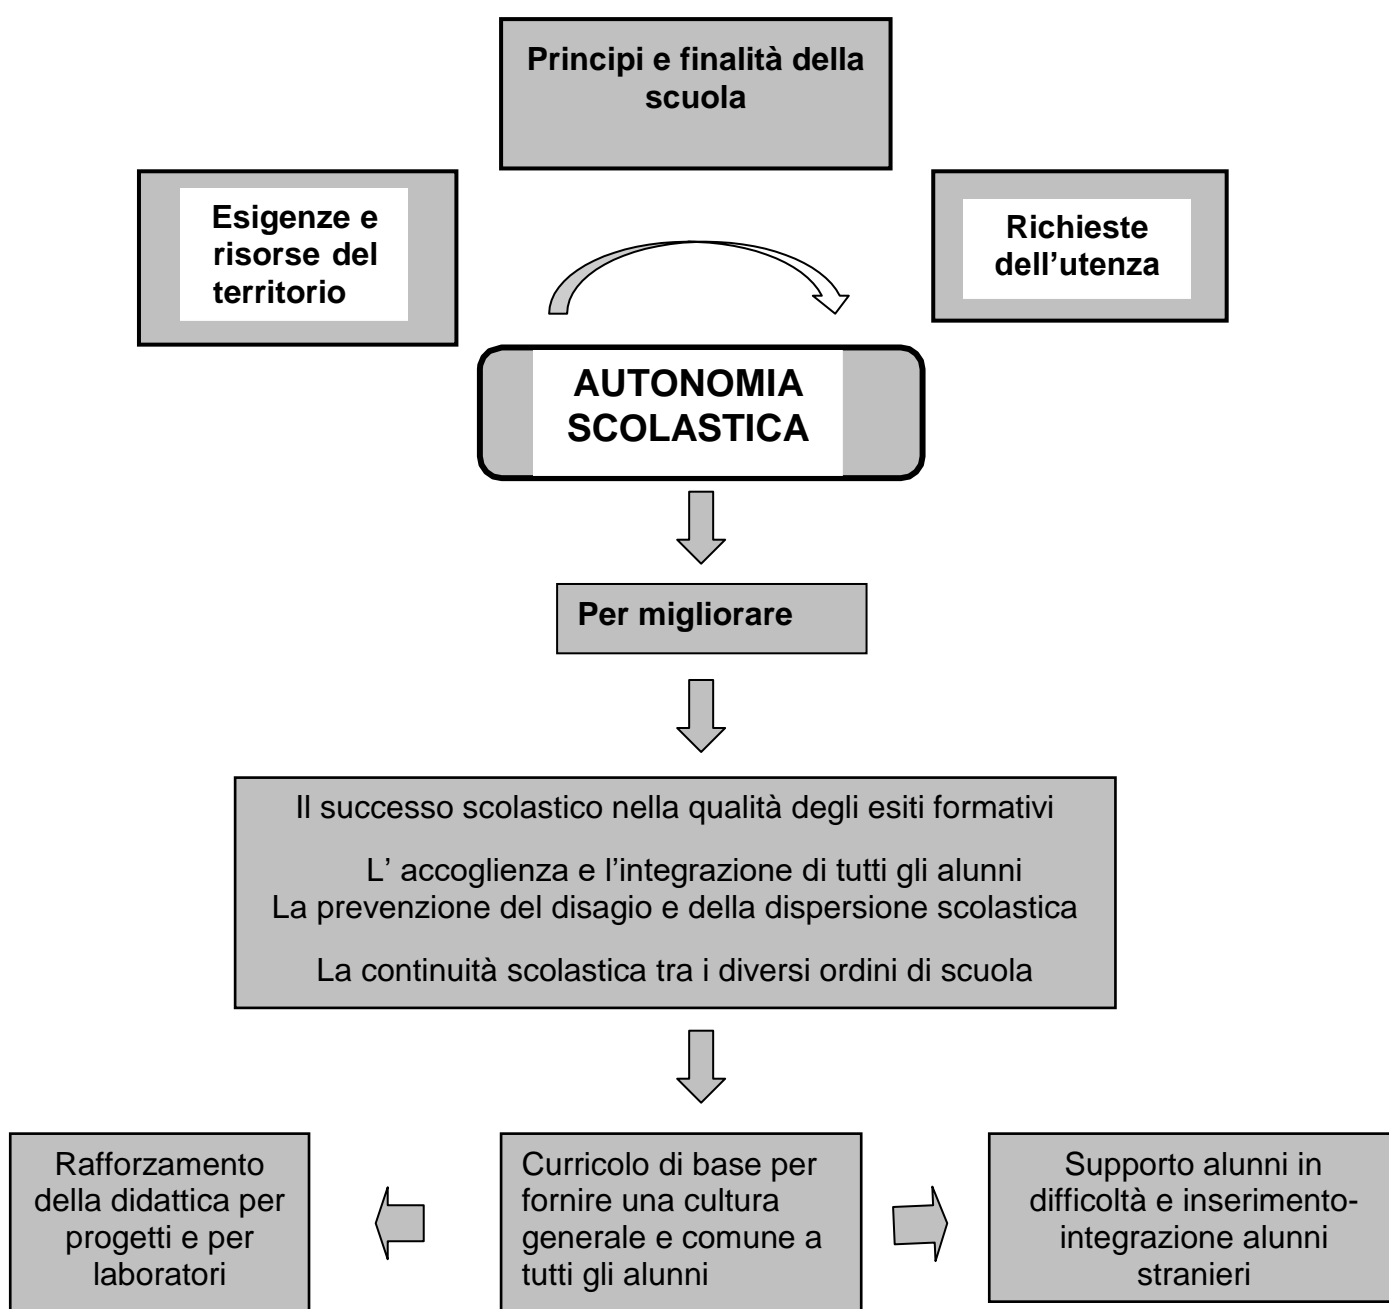 Principi e finalità della
scuola
Esigenze e
risorse del
territorio
Richieste
dell’utenza
AUTONOMIA
SCOLASTICA
Per migliorare
Il successo scolastico nella qualità degli esiti formativi
L’ accoglienza e l’integrazione di tutti gli alunni
La prevenzione del disagio e della dispersione scolastica
La continuità scolastica tra i diversi ordini di scuola
Rafforzamento
della didattica per
progetti e per
laboratori
Curricolo di base per
fornire una cultura
generale e comune a
tutti gli alunni
Supporto alunni in
difficoltà e inserimento-
integrazione alunni
stranieri